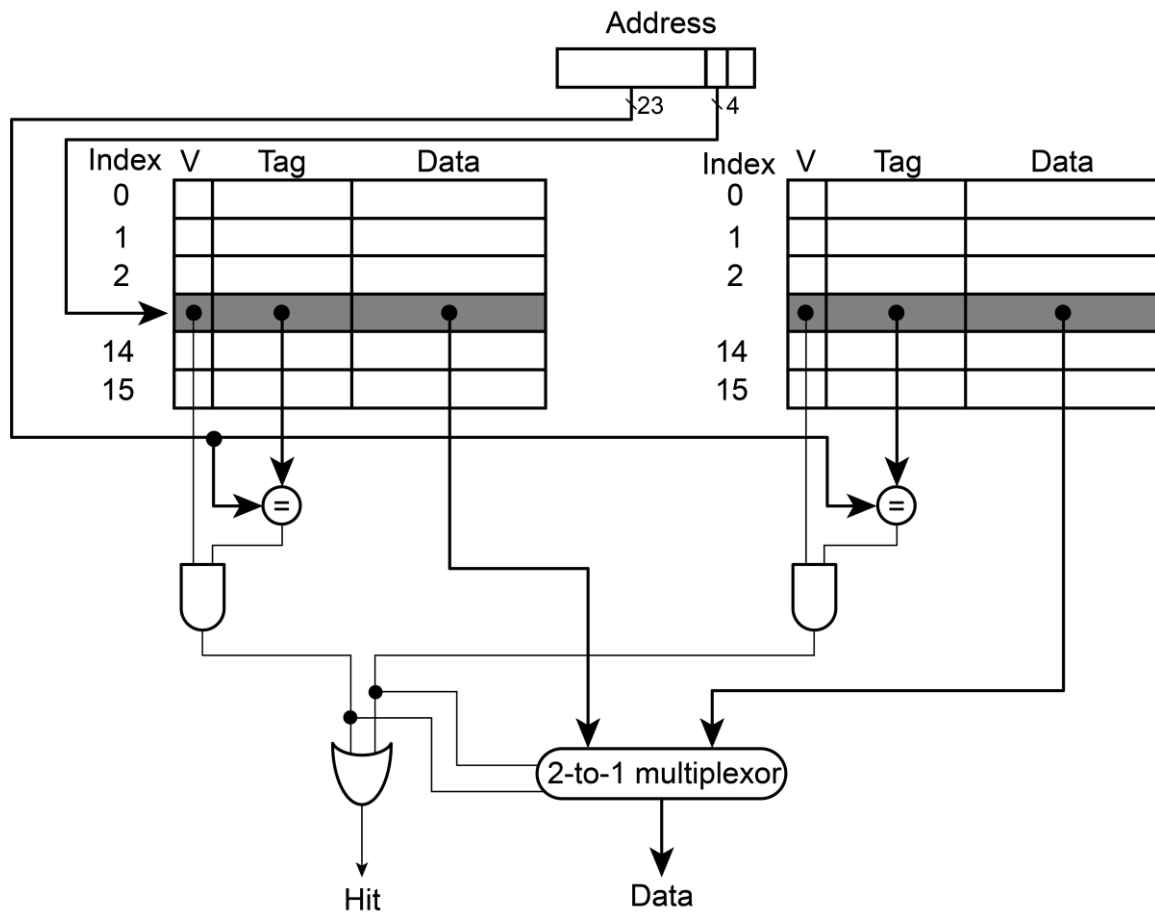 Address
23 4
Index V Tag Data
0
1
2
14
15
Index V Tag Data
0
1
2
14
15
=
=
2-to-1 multiplexor
Hit
Data